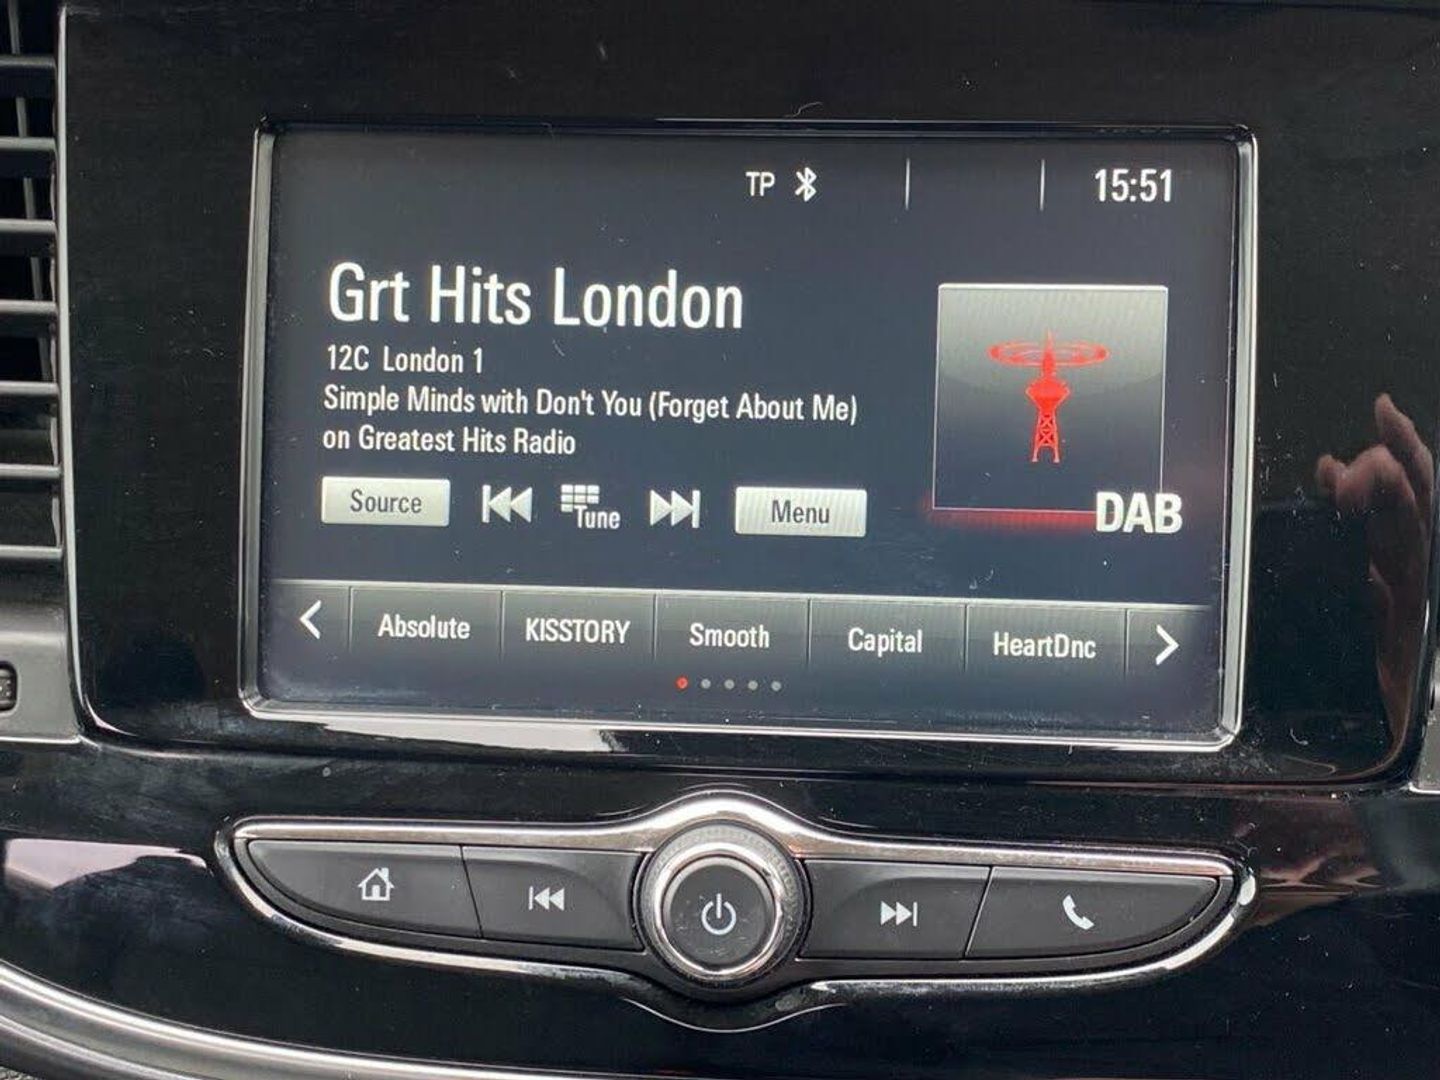 TP 15:51
Grt Hits London
12C London 1
Simple Minds with Don't You (Forget About Me)
on Greatest Hits Radio
Source Tune Menu
DAB
Absolute KISSTORY Smooth Capital HeartDnc